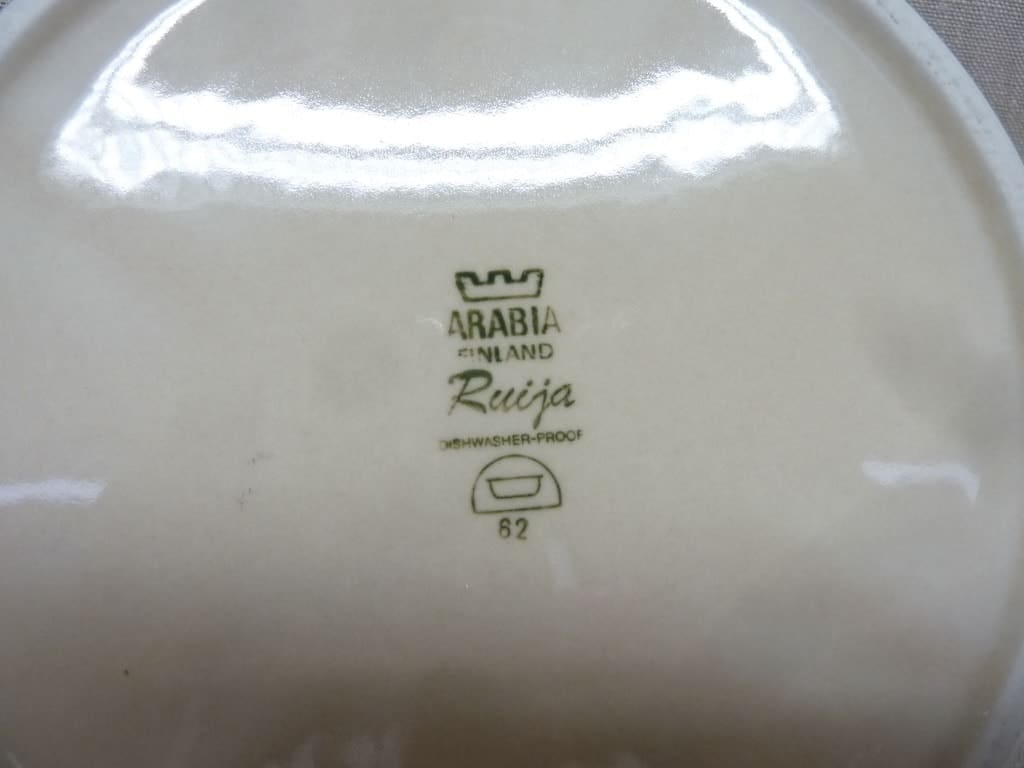 ARABIA
FINLAND
Ruija
DISHWASHER-PROOF
62